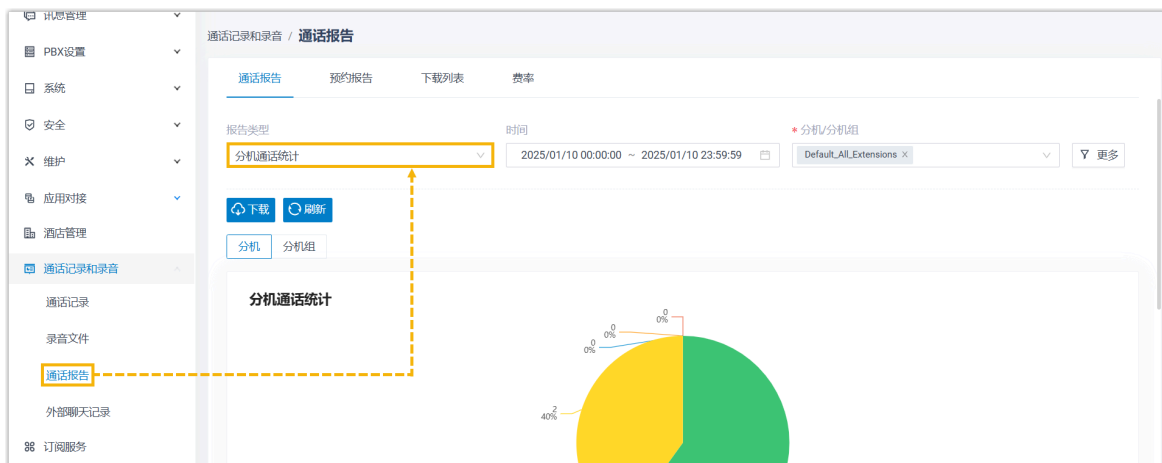 讯息管理
PBX设置
系统
安全
维护
应用对接
酒店管理
通话记录和录音
通话记录
录音文件
通话报告
外部聊天记录
订阅服务
通话记录和录音 / 通话报告
通话报告 预约报告 下载列表 费率
报告类型 时间 * 分机/分机组
分机通话统计 2025/01/10 00:00:00 ~ 2025/01/10 23:59:59 Default_All_Extensions × 更多
下载 刷新
分机 分机组
分机通话统计
0
0%
0
0%
0
0%
2
40%